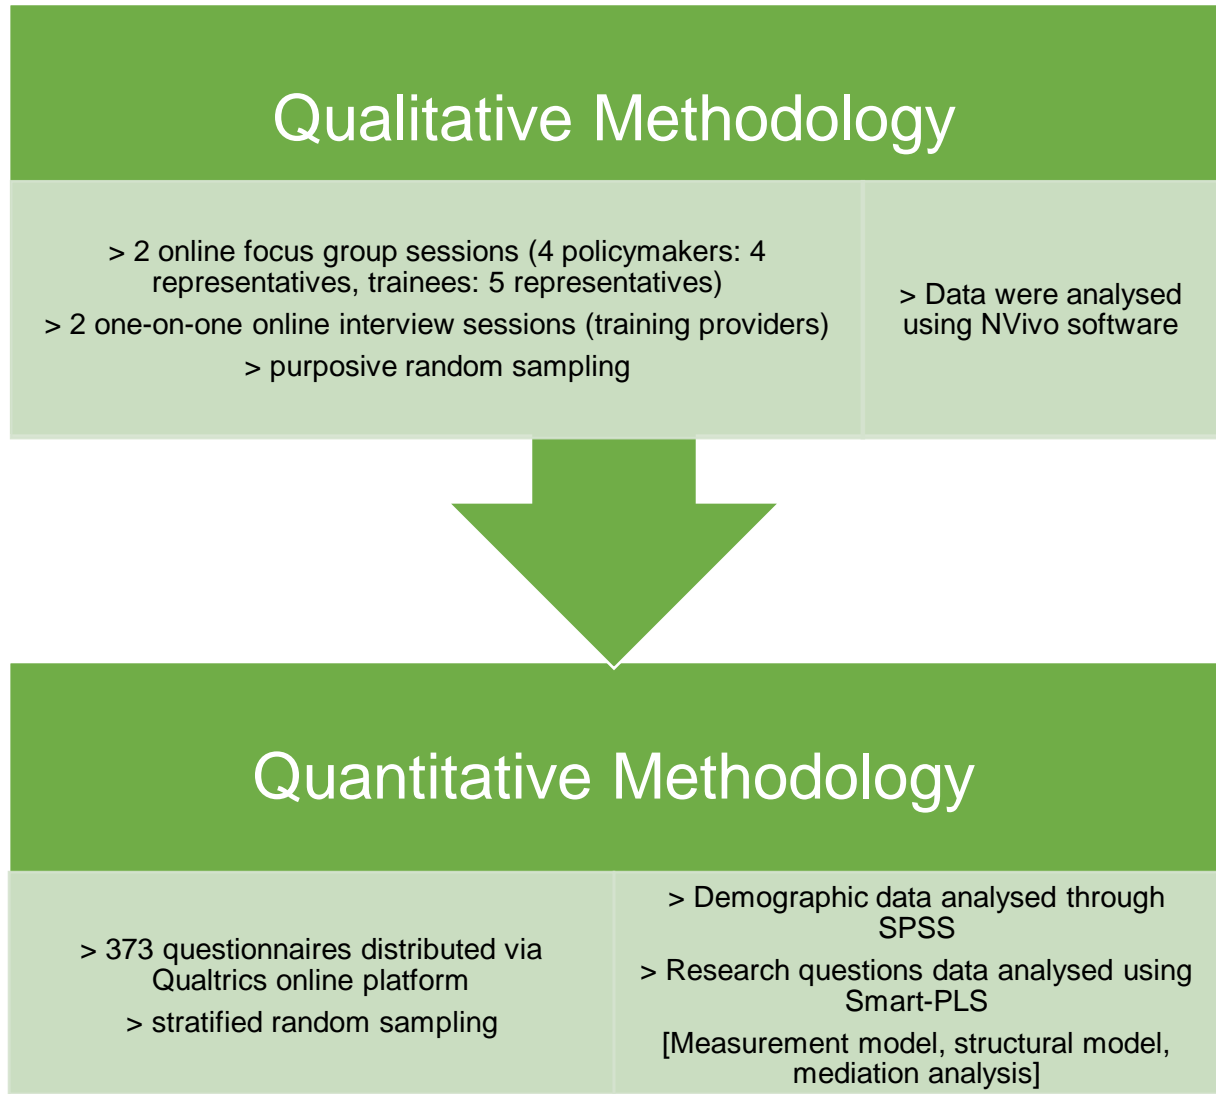 Qualitative Methodology
> 2 online focus group sessions (4 policymakers: 4
representatives, trainees: 5 representatives)
> 2 one-on-one online interview sessions (training providers)
> purposive random sampling
> Data were analysed
using NVivo software
Quantitative Methodology
> 373 questionnaires distributed via
Qualtrics online platform
> stratified random sampling
> Demographic data analysed through
SPSS
> Research questions data analysed using
Smart-PLS
[Measurement model, structural model,
mediation analysis]